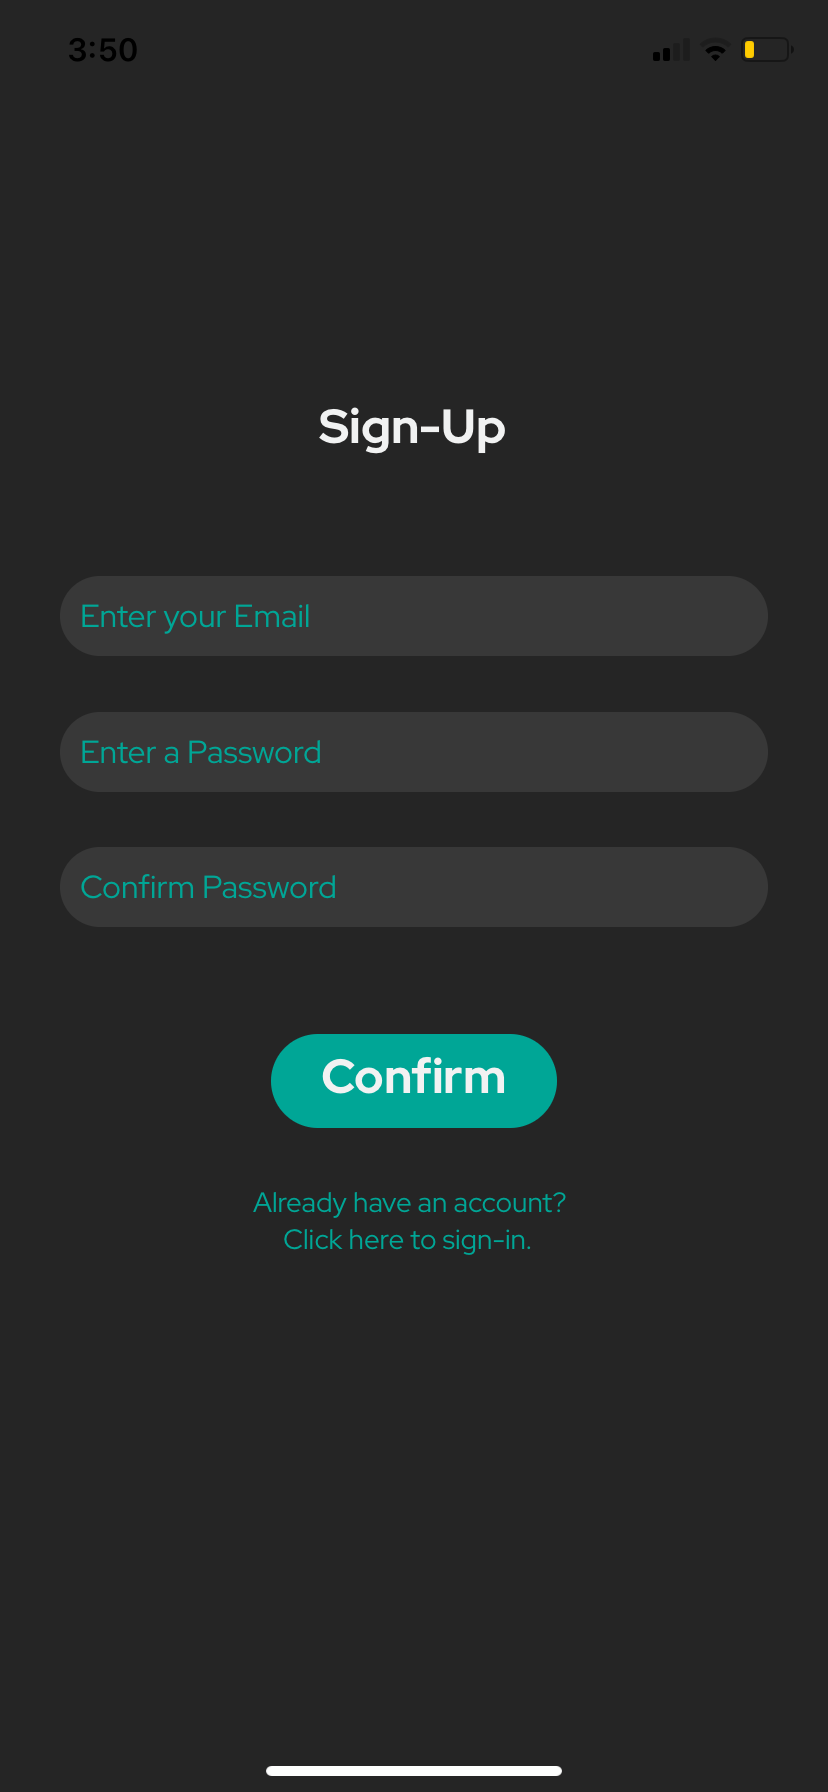 3:50
Sign-Up
Enter your Email
Enter a Password
Confirm Password
Confirm
Already have an account?
Click here to sign-in.